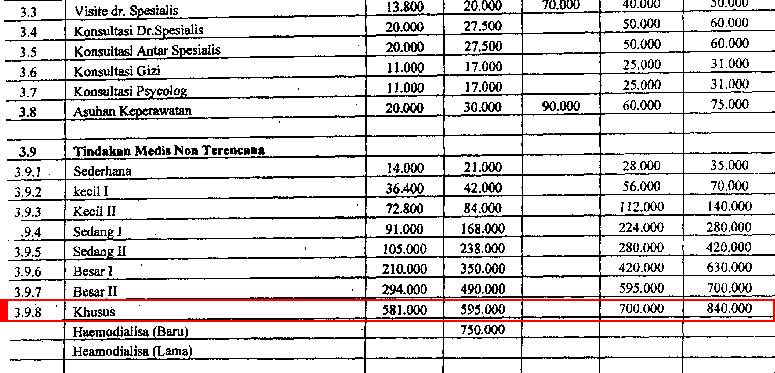 3.3 Visite dr. Spesialis 13.800 20.000 70.000 40.000 50.000
3.4 Konsultasi Dr.Spesialis 20.000 27.500 50.000 60.000
3.5 Konsultasi Antar Spesialis 20.000 27,500 50.000 60.000
3.6 Konsultasi Gizi 11.000 17.000 25.000 31.000
3.7 Konsultasi Psycolog 11.000 17.000 25.000 31.000
3.8 Asuhan Keperawatan 20.000 30.000 90.000 60.000 75.000
3.9 Tindakan Medis Non Terencana
3.9.1 Sederhana 14.000 21.000 28.000 35.000
3.9.2 kecil I 36.400 42.000 56.000 70.000
3.9.3 Kecil II 72.800 84.000 112.000 140.000
.9.4 Sedang I 91.000 168.000 224.000 280.000
3.9.5 Sedang II 105.000 238.000 280.000 420.000
3.9.6 Besar I 210.000 350.000 420.000 630.000
3.9.7 Besar II 294.000 490.000 595.000 700.000
3.9.8 Khusus 581.000 595.000 700.000 840.000
Haemodialisa (Baru) 750.000
Heamodialisa (Lama)